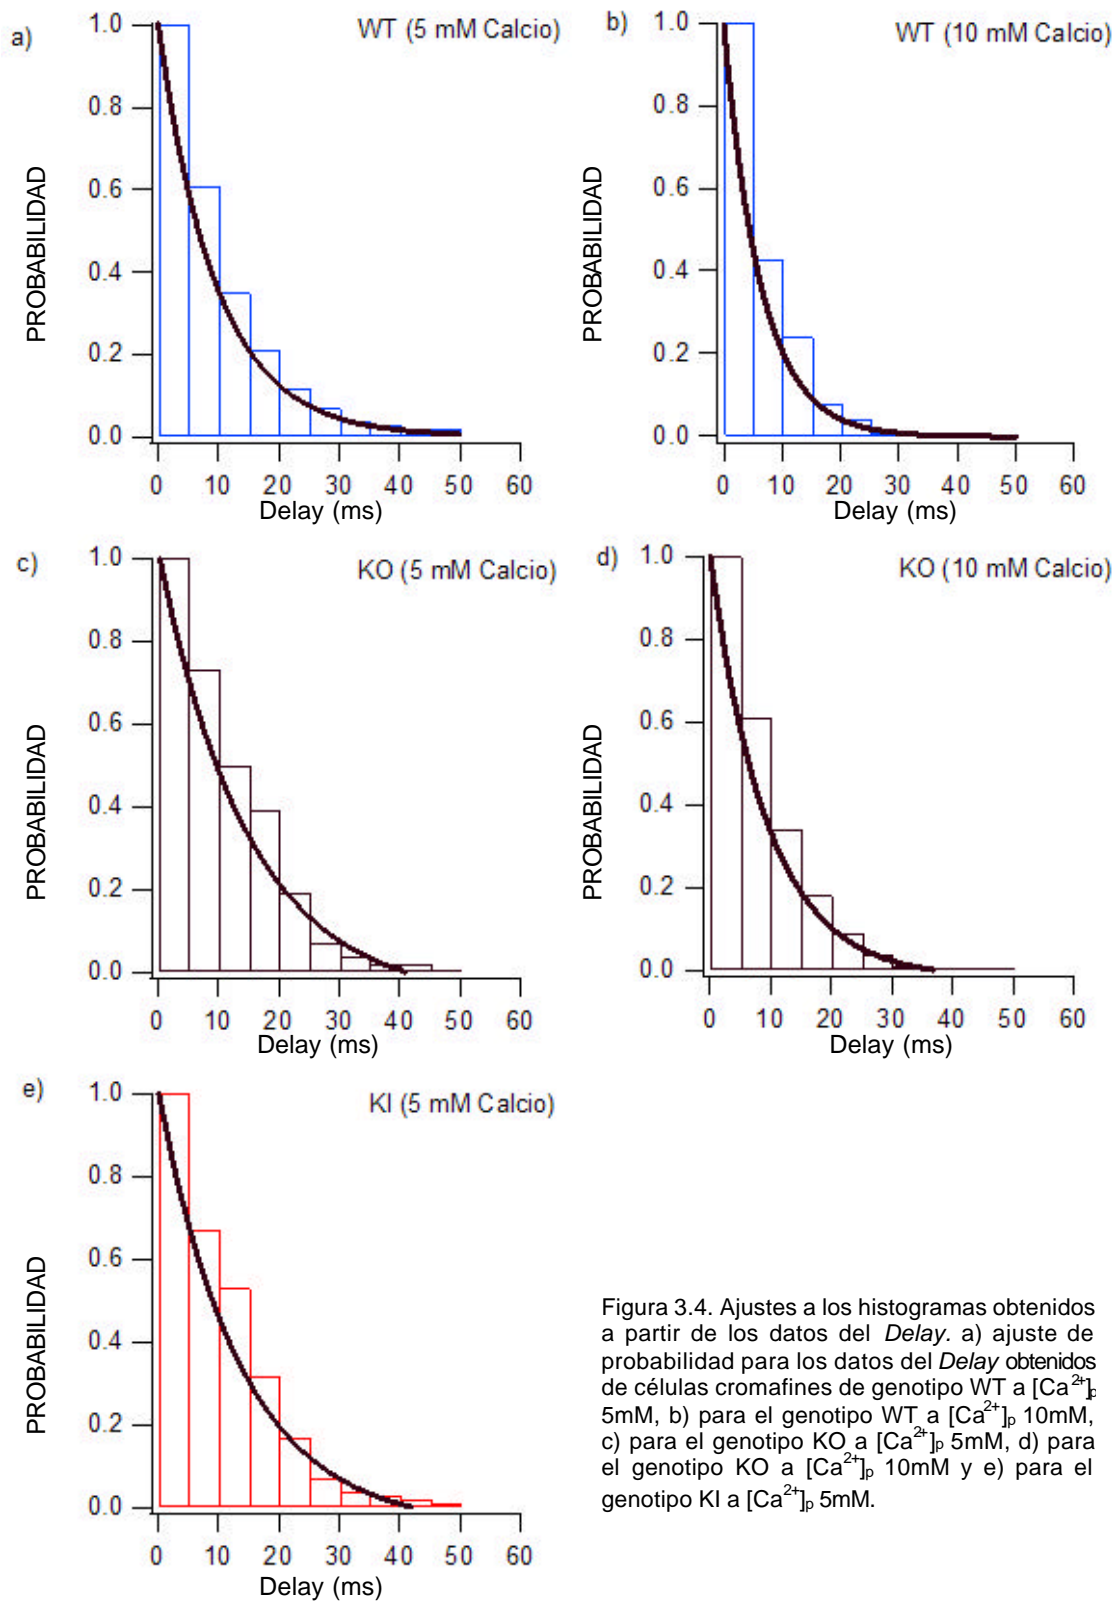 a)
WT (5 mM Calcio)
PROBABILIDAD
1.0
0.8
0.6
0.4
0.2
0.0
0 10 20 30 40 50 60
Delay (ms)
b)
WT (10 mM Calcio)
PROBABILIDAD
1.0
0.8
0.6
0.4
0.2
0.0
0 10 20 30 40 50 60
Delay (ms)
c)
KO (5 mM Calcio)
PROBABILIDAD
1.0
0.8
0.6
0.4
0.2
0.0
0 10 20 30 40 50 60
Delay (ms)
d)
KO (10 mM Calcio)
PROBABILIDAD
1.0
0.8
0.6
0.4
0.2
0.0
0 10 20 30 40 50 60
Delay (ms)
e)
KI (5 mM Calcio)
PROBABILIDAD
1.0
0.8
0.6
0.4
0.2
0.0
0 10 20 30 40 50 60
Delay (ms)
Figura 3.4. Ajustes a los histogramas obtenidos
a partir de los datos del Delay. a) ajuste de
probabilidad para los datos del Delay obtenidos
de células cromafines de genotipo WT a [Ca²⁺]p
5mM, b) para el genotipo WT a [Ca²⁺]p 10mM,
c) para el genotipo KO a [Ca²⁺]p 5mM, d) para
el genotipo KO a [Ca²⁺]p 10mM y e) para el
genotipo KI a [Ca²⁺]p 5mM.